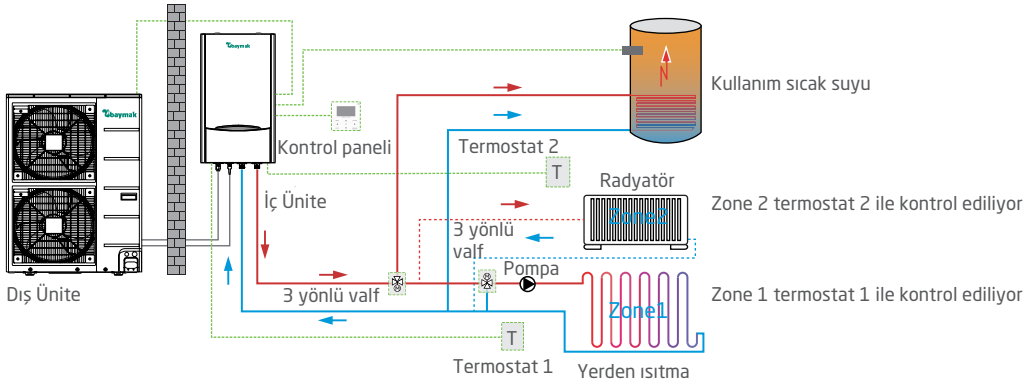 baymak
baymak
Kontrol paneli
İç Ünite
Dış Ünite
Kullanım sıcak suyu
Termostat 2
T
Radyatör
Zone2
Zone 2 termostat 2 ile kontrol ediliyor
3 yönlü
valf
Pompa
3 yönlü valf
Zone1
Zone 1 termostat 1 ile kontrol ediliyor
T
Termostat 1
Yerden ısıtma